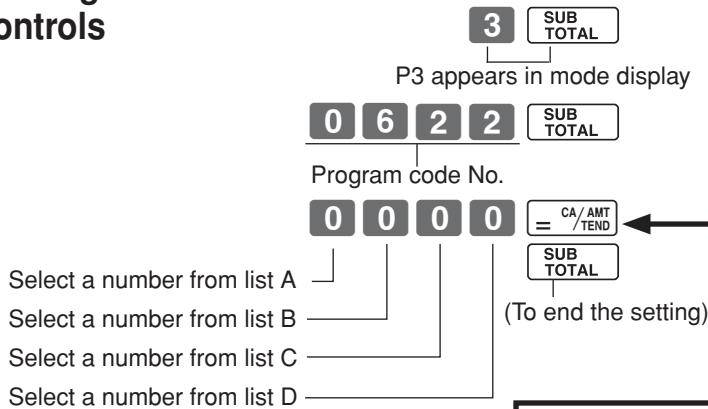 ontrols
3 SUB TOTAL
P3 appears in mode display
0 6 2 2 SUB TOTAL
Program code No.
0 0 0 0 = CA/AMT /TEND
SUB TOTAL
Select a number from list A
(To end the setting)
Select a number from list B
Select a number from list C
Select a number from list D